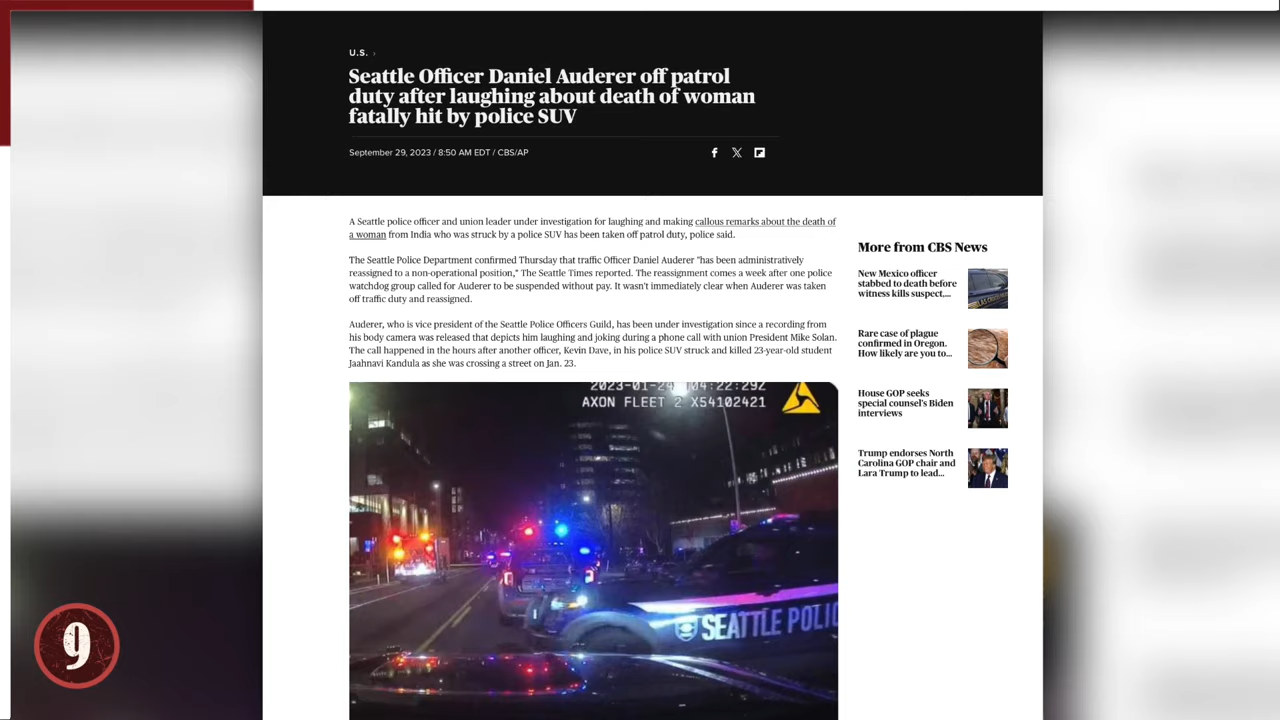 U.S. ›
Seattle Officer Daniel Auderer off patrol
duty after laughing about death of woman
fatally hit by police SUV
September 29, 2023 / 8:50 AM EDT / CBS/AP
A Seattle police officer and union leader under investigation for laughing and making callous remarks about the death of
a woman from India who was struck by a police SUV has been taken off patrol duty, police said.
The Seattle Police Department confirmed Thursday that traffic Officer Daniel Auderer "has been administratively
reassigned to a non-operational position," The Seattle Times reported. The reassignment comes a week after one police
watchdog group called for Auderer to be suspended without pay. It wasn't immediately clear when Auderer was taken
off traffic duty and reassigned.
Auderer, who is vice president of the Seattle Police Officers Guild, has been under investigation since a recording from
his body camera was released that depicts him laughing and joking during a phone call with union President Mike Solan.
The call happened in the hours after another officer, Kevin Dave, in his police SUV struck and killed 23-year-old student
Jaahnavi Kandula as she was crossing a street on Jan. 23.
2023-01-24 04:22:29Z
AXON FLEET 2 X54102421
SEATTLE POLIC
More from CBS News
New Mexico officer
stabbed to death before
witness kills suspect,...
Rare case of plague
confirmed in Oregon.
How likely are you to...
House GOP seeks
special counsel's Biden
interviews
Trump endorses North
Carolina GOP chair and
Lara Trump to lead...
9